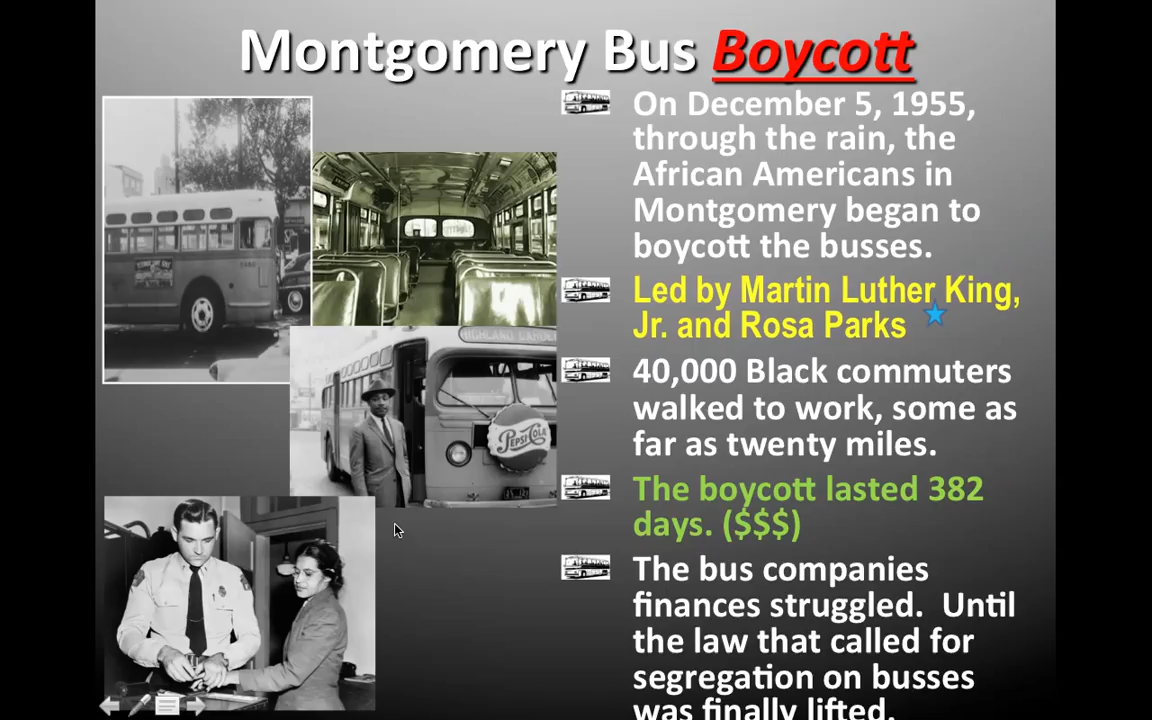 Montgomery Bus Boycott
On December 5, 1955,
through the rain, the
African Americans in
Montgomery began to
boycott the busses.
Led by Martin Luther King,
Jr. and Rosa Parks
40,000 Black commuters
walked to work, some as
far as twenty miles.
The boycott lasted 382
days. ($$$)
The bus companies
finances struggled. Until
the law that called for
segregation on busses
was finally lifted.
PEPSI-COLA